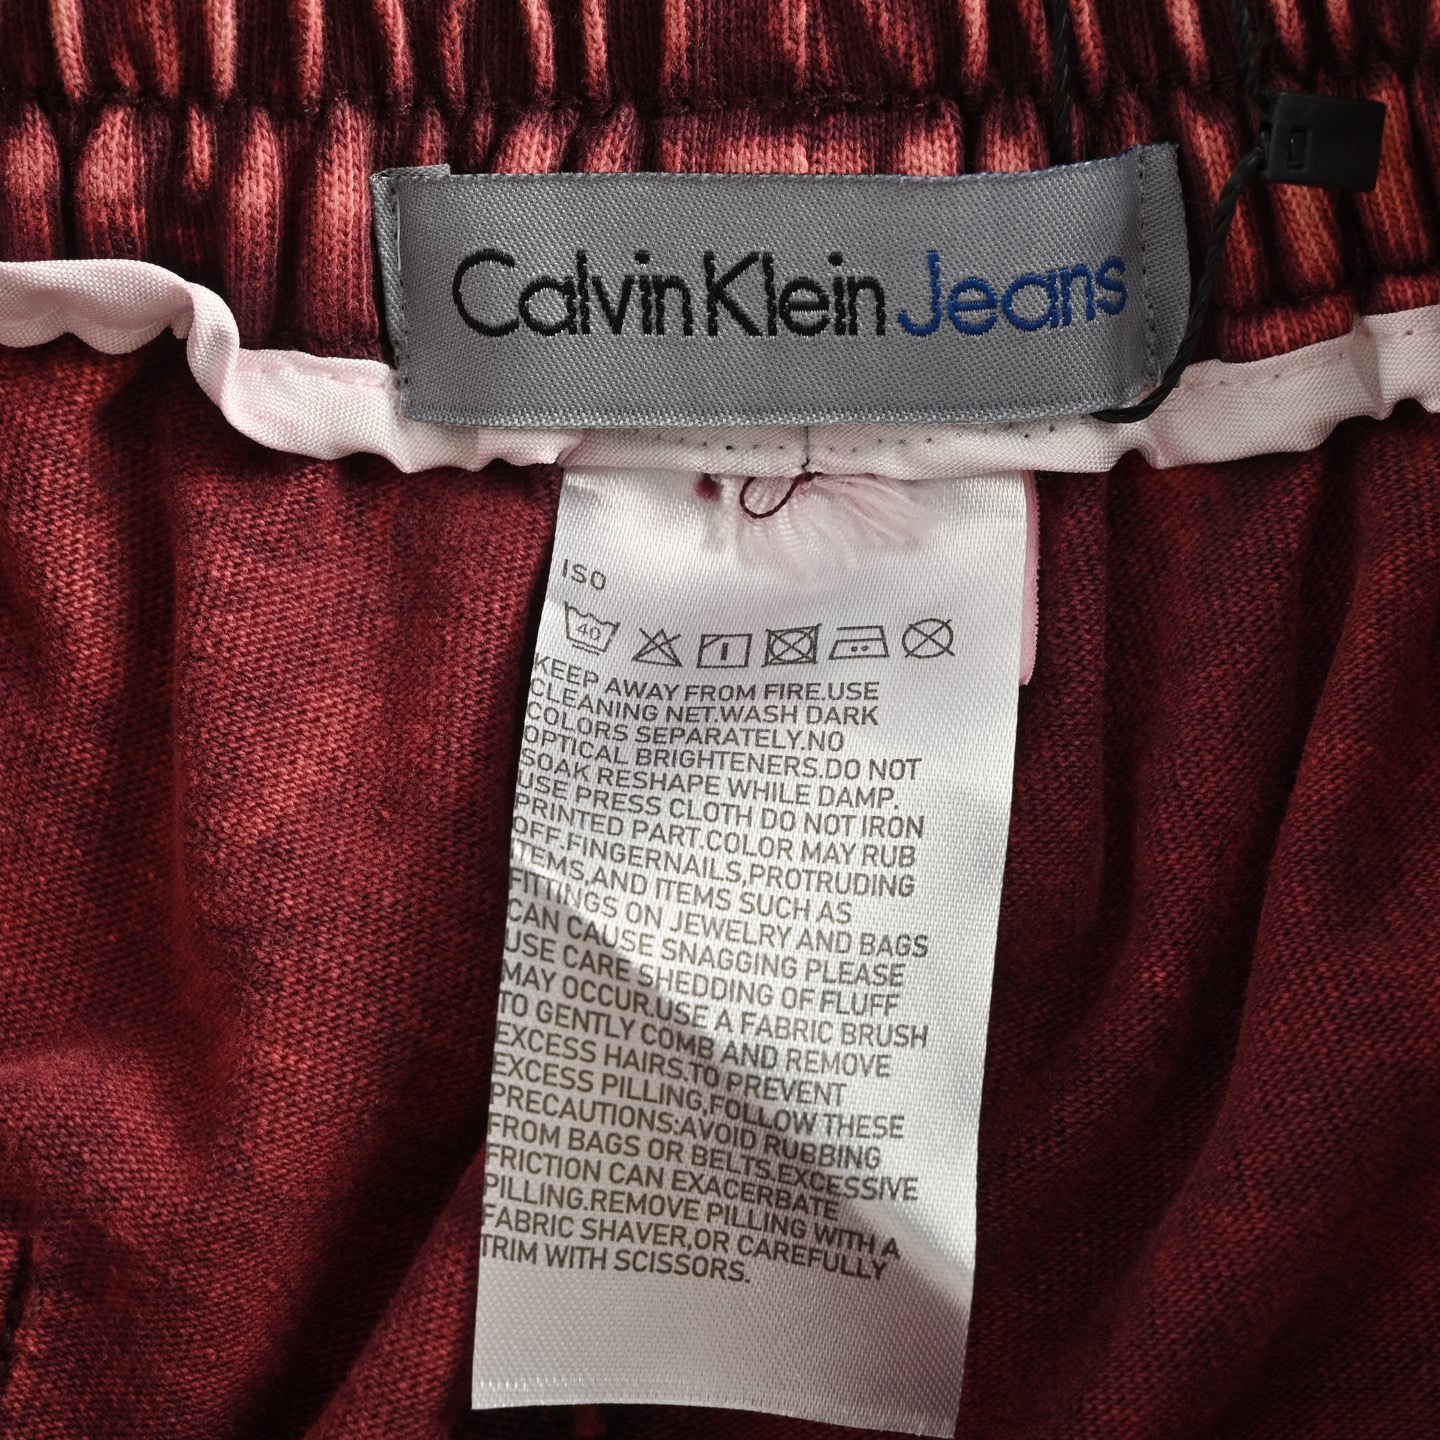 Calvin Klein Jeans
ISO
40
KEEP AWAY FROM FIRE.USE
CLEANING NET.WASH DARK
COLORS SEPARATELY.NO
OPTICAL BRIGHTENERS.DO NOT
SOAK RESHAPE WHILE DAMP.
USE PRESS CLOTH DO NOT IRON
PRINTED PART.COLOR MAY RUB
OFF.FINGERNAILS,PROTRUDING
ITEMS,AND ITEMS SUCH AS
FITTINGS ON JEWELRY AND BAGS
CAN CAUSE SNAGGING PLEASE
USE CARE SHEDDING OF FLUFF
MAY OCCUR.USE A FABRIC BRUSH
TO GENTLY COMB AND REMOVE
EXCESS HAIRS.TO PREVENT
EXCESS PILLING,FOLLOW THESE
PRECAUTIONS:AVOID RUBBING
FROM BAGS OR BELTS.EXCESSIVE
FRICTION CAN EXACERBATE
PILLING.REMOVE PILLING WITH A
FABRIC SHAVER,OR CAREFULLY
TRIM WITH SCISSORS.